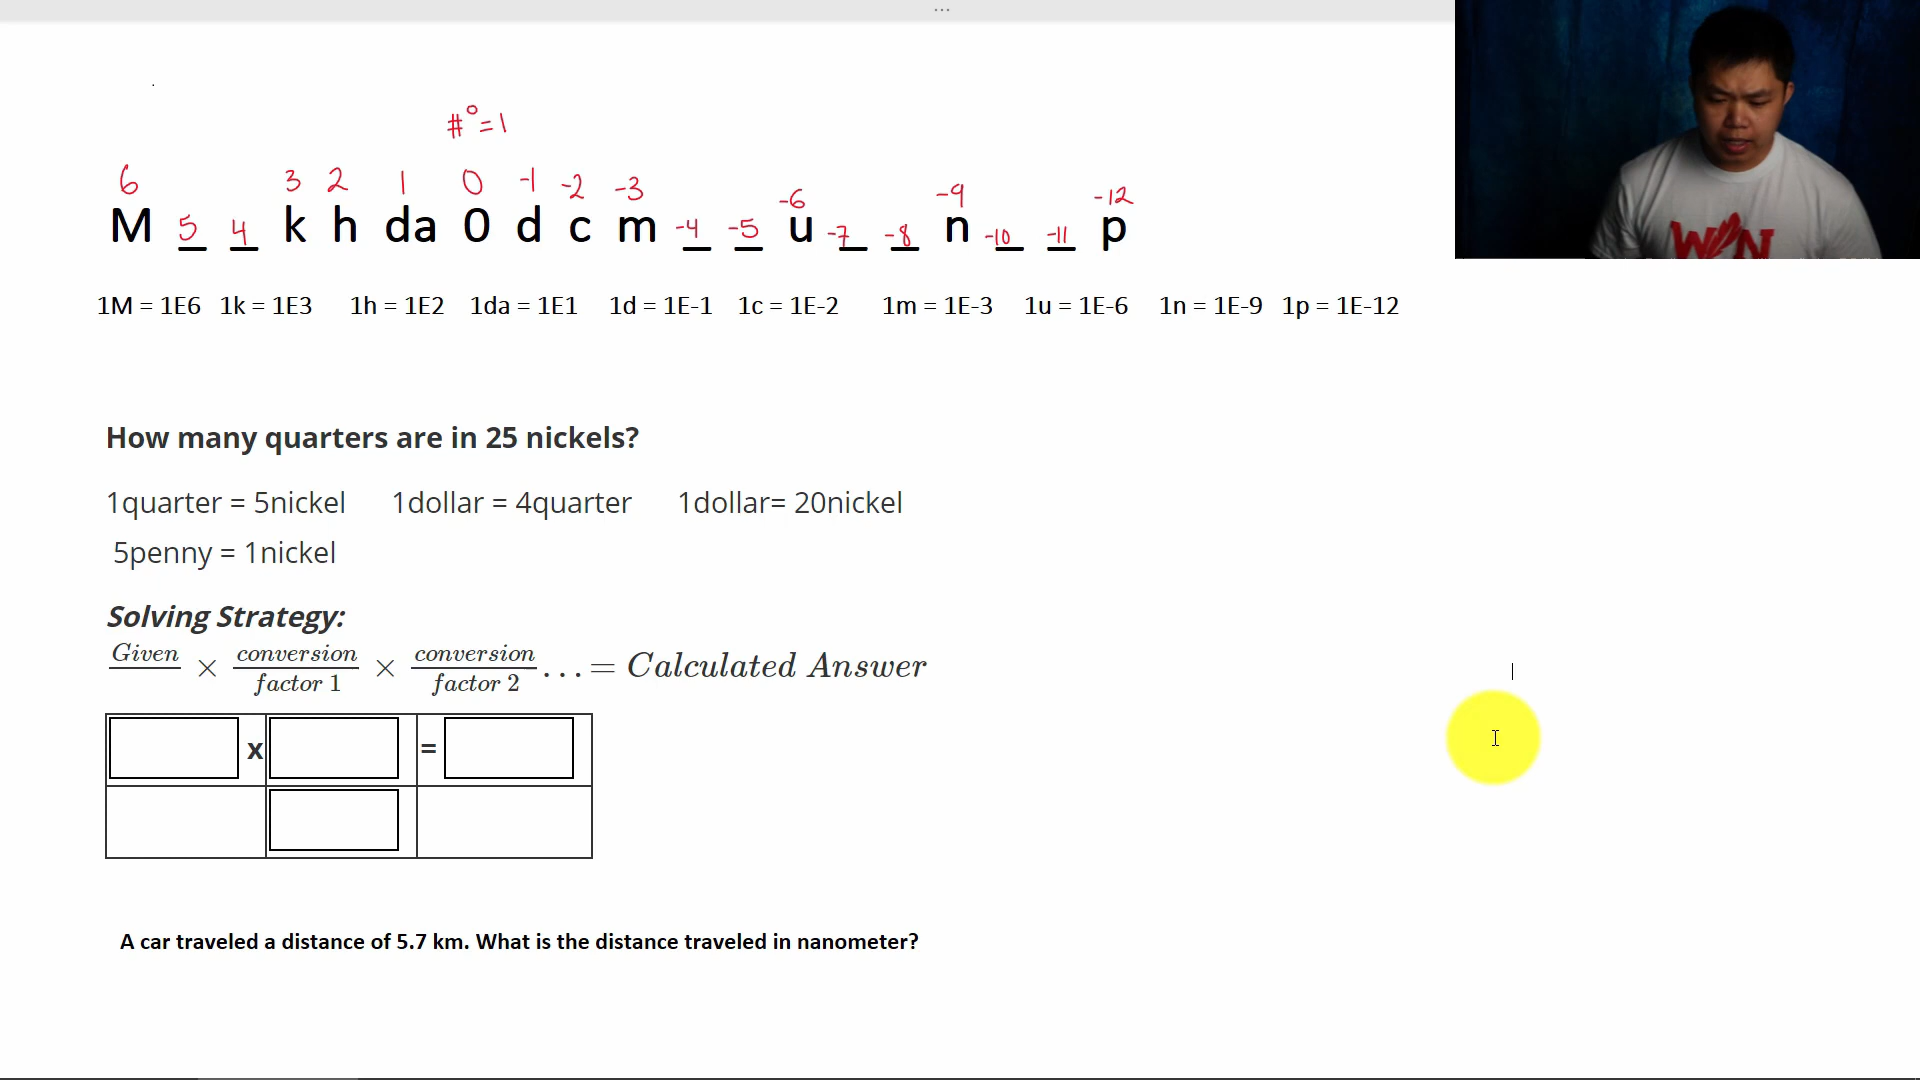 ...
#⁰=1
6 3 2 1 0 -1 -2 -3 -6 -9 -12
M 5 4 k h da 0 d c m -4 -5 u -7 -8 n -10 -11 p
1M = 1E6 1k = 1E3 1h = 1E2 1da = 1E1 1d = 1E-1 1c = 1E-2 1m = 1E-3 1u = 1E-6 1n = 1E-9 1p = 1E-12
WIN
How many quarters are in 25 nickels?
1quarter = 5nickel 1dollar = 4quarter 1dollar= 20nickel
5penny = 1nickel
Solving Strategy:
Given × conversion factor 1 × conversion factor 2 ... = Calculated Answer
x =
A car traveled a distance of 5.7 km. What is the distance traveled in nanometer?